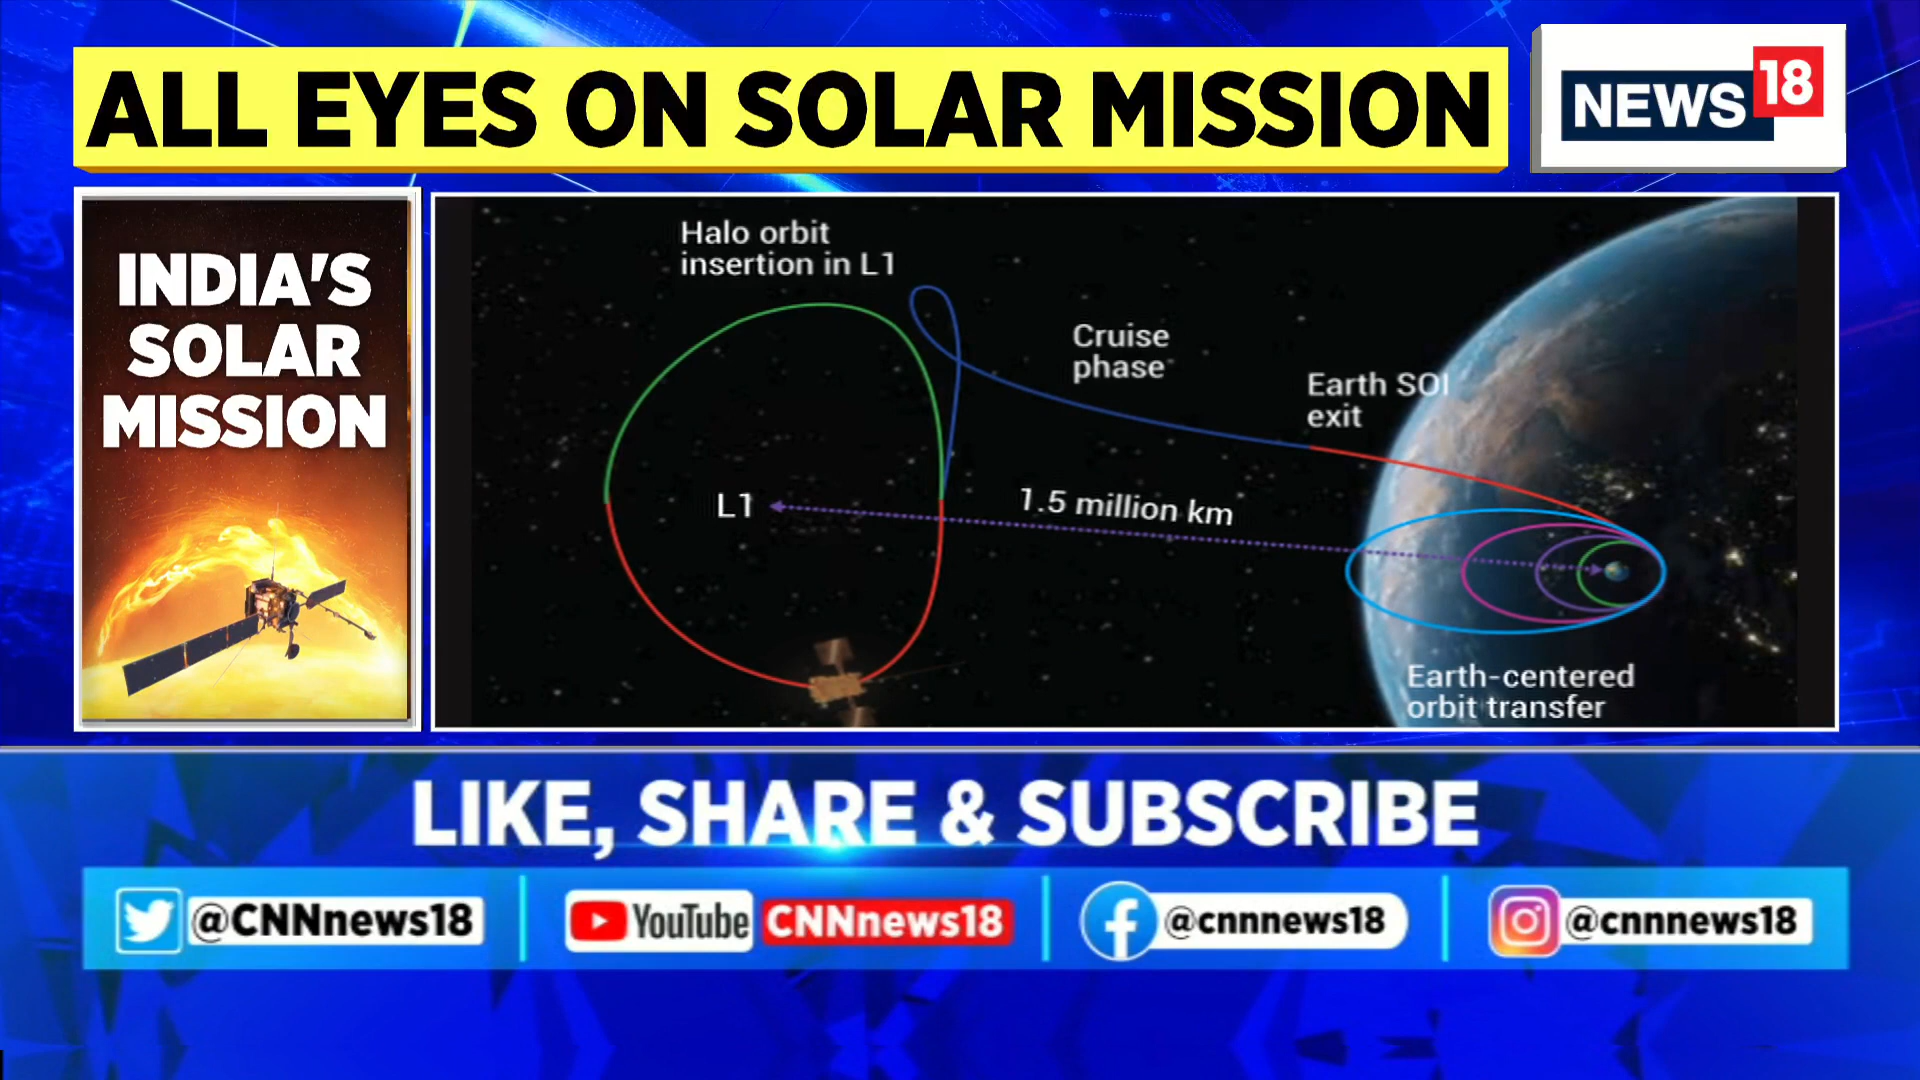 ALL EYES ON SOLAR MISSION
NEWS18
INDIA'S
SOLAR
MISSION
Halo orbit
insertion in L1
Cruise
phase
Earth SOI
exit
L1
1.5 million km
Earth-centered
orbit transfer
LIKE, SHARE & SUBSCRIBE
@CNNnews18
YouTube CNNnews18
@cnnnews18
@cnnnews18